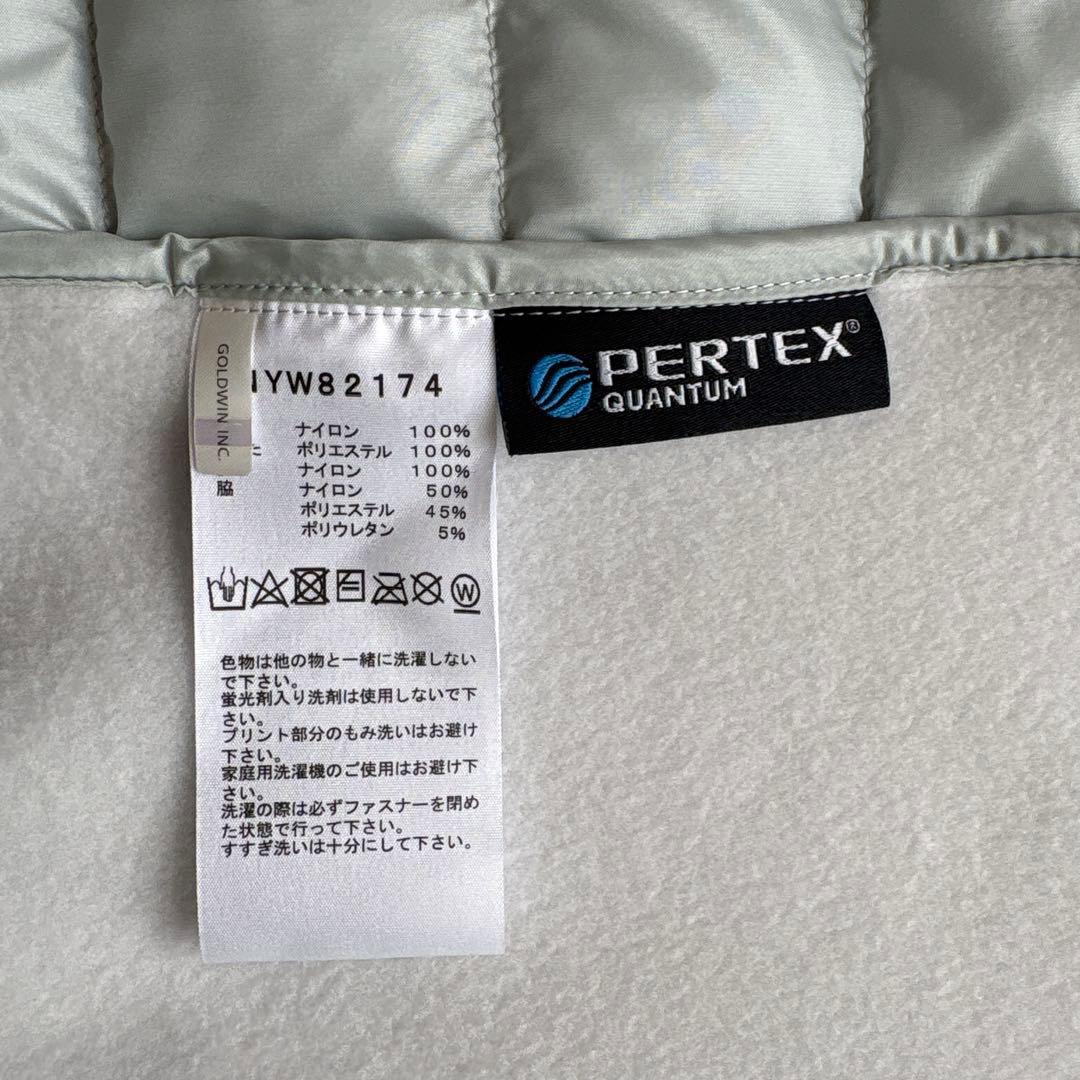 GOLDWIN INC.
NYW82174
ナイロン 100%
ポリエステル 100%
ナイロン 100%
脇 ナイロン 50%
ポリエステル 45%
ポリウレタン 5%
W
色物は他の物と一緒に洗濯しない
で下さい。
蛍光剤入り洗剤は使用しないで下
さい。
プリント部分のもみ洗いはお避け
下さい。
家庭用洗濯機のご使用はお避け下
さい。
洗濯の際は必ずファスナーを閉め
た状態で行って下さい。
すすぎ洗いは十分にして下さい。
PERTEX®
QUANTUM